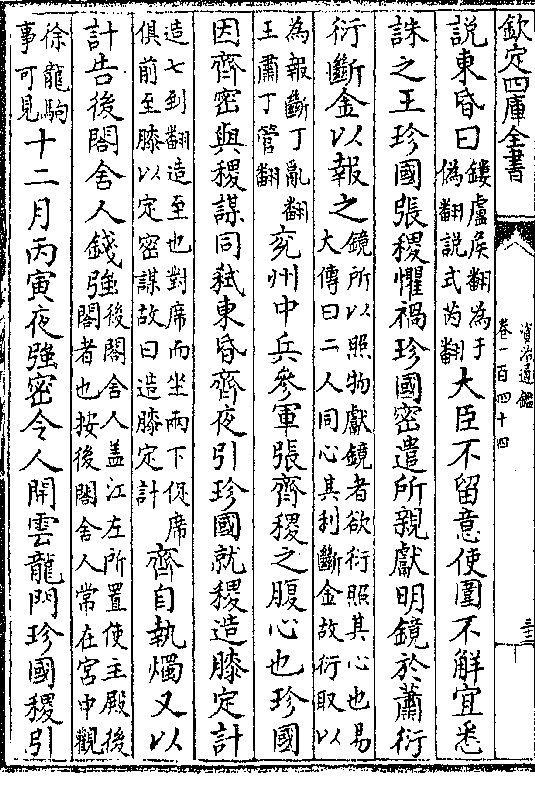 欽定四庫全書
資治通鑑
卷一百四十四
說東昏曰鏤盧侯翻為于偽翻說式芮翻大臣不留意使圍不解宜悉
誅之王珍國張稷懼禍珍國密遣所親獻明鏡於蕭衍
衍斷金以報之鏡所以照物獻鏡者欲衍照其心也易大傳曰二人同心其利斷金故衍取以
為報斷丁亂翻王肅丁管翻兖州中兵參軍張齊稷之腹心也珍國
因齊密與稷謀同弑東昏齊夜引珍國就稷造膝定計
造七到翻造至也對席而坐兩下促席俱前至膝以定密謀故曰造膝定計齊自執燭又以
計告後閤舍人錢強後閤舍人蓋江左所置使主殿後閤者也按後閤舍人常在宮中觀
徐龍駒事可見十二月丙寅夜強密令人開雲龍門珍國稷引